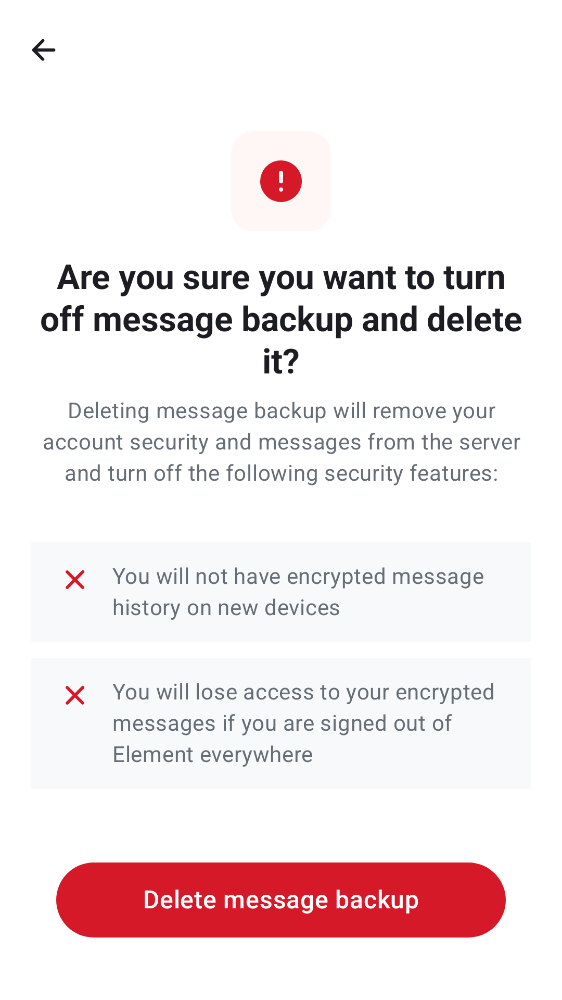 Are you sure you want to turn
off message backup and delete
it?
Deleting message backup will remove your
account security and messages from the server
and turn off the following security features:
You will not have encrypted message
history on new devices
You will lose access to your encrypted
messages if you are signed out of
Element everywhere
Delete message backup